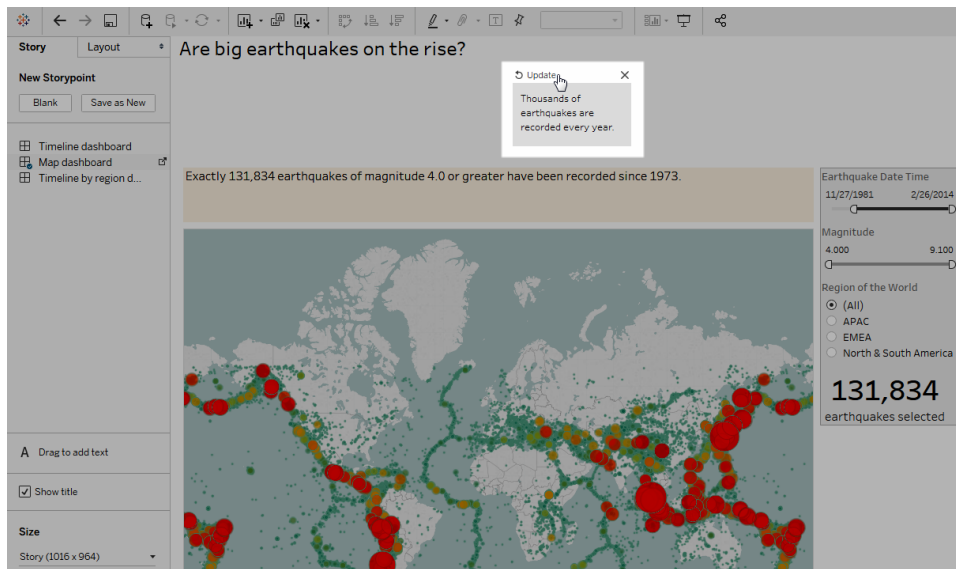 Story Layout
Are big earthquakes on the rise?
New Storypoint
Blank Save as New
Update
Thousands of
earthquakes are
recorded every year.
Timeline dashboard
Map dashboard
Timeline by region d...
Exactly 131,834 earthquakes of magnitude 4.0 or greater have been recorded since 1973.
Earthquake Date Time
11/27/1981 2/26/2014
Magnitude
4.000 9.100
Region of the World
(All)
APAC
EMEA
North & South America
131,834
earthquakes selected
A Drag to add text
Show title
Size
Story (1016 x 964)